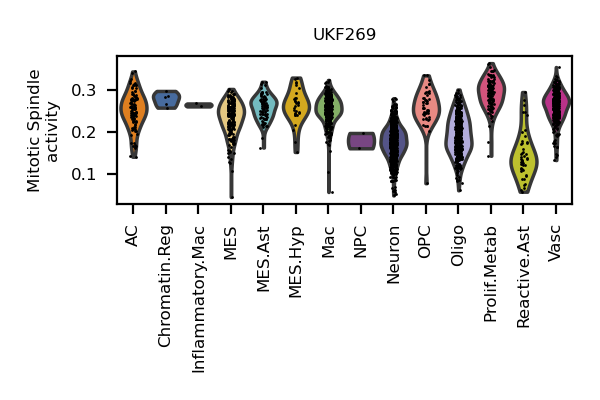 UKF269
Mitotic Spindle
activity
0.3
0.2
0.1
AC
Chromatin.Reg
Inflammatory.Mac
MES
MES.Ast
MES.Hyp
Mac
NPC
Neuron
OPC
Oligo
Prolif.Metab
Reactive.Ast
Vasc